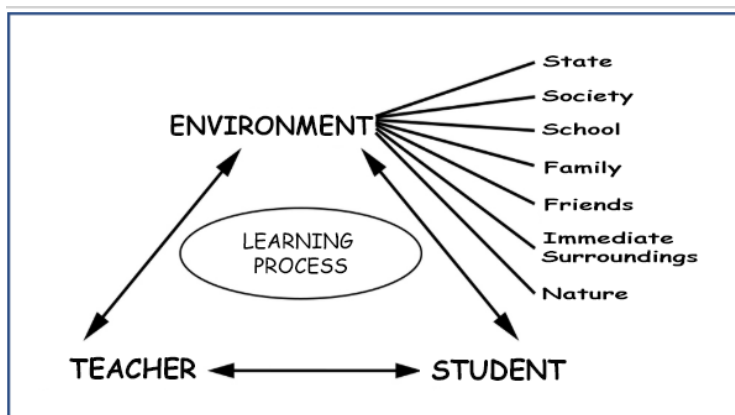 State
Society
ENVIRONMENT
School
Family
Friends
LEARNING
PROCESS
Immediate
Surroundings
Nature
TEACHER
STUDENT